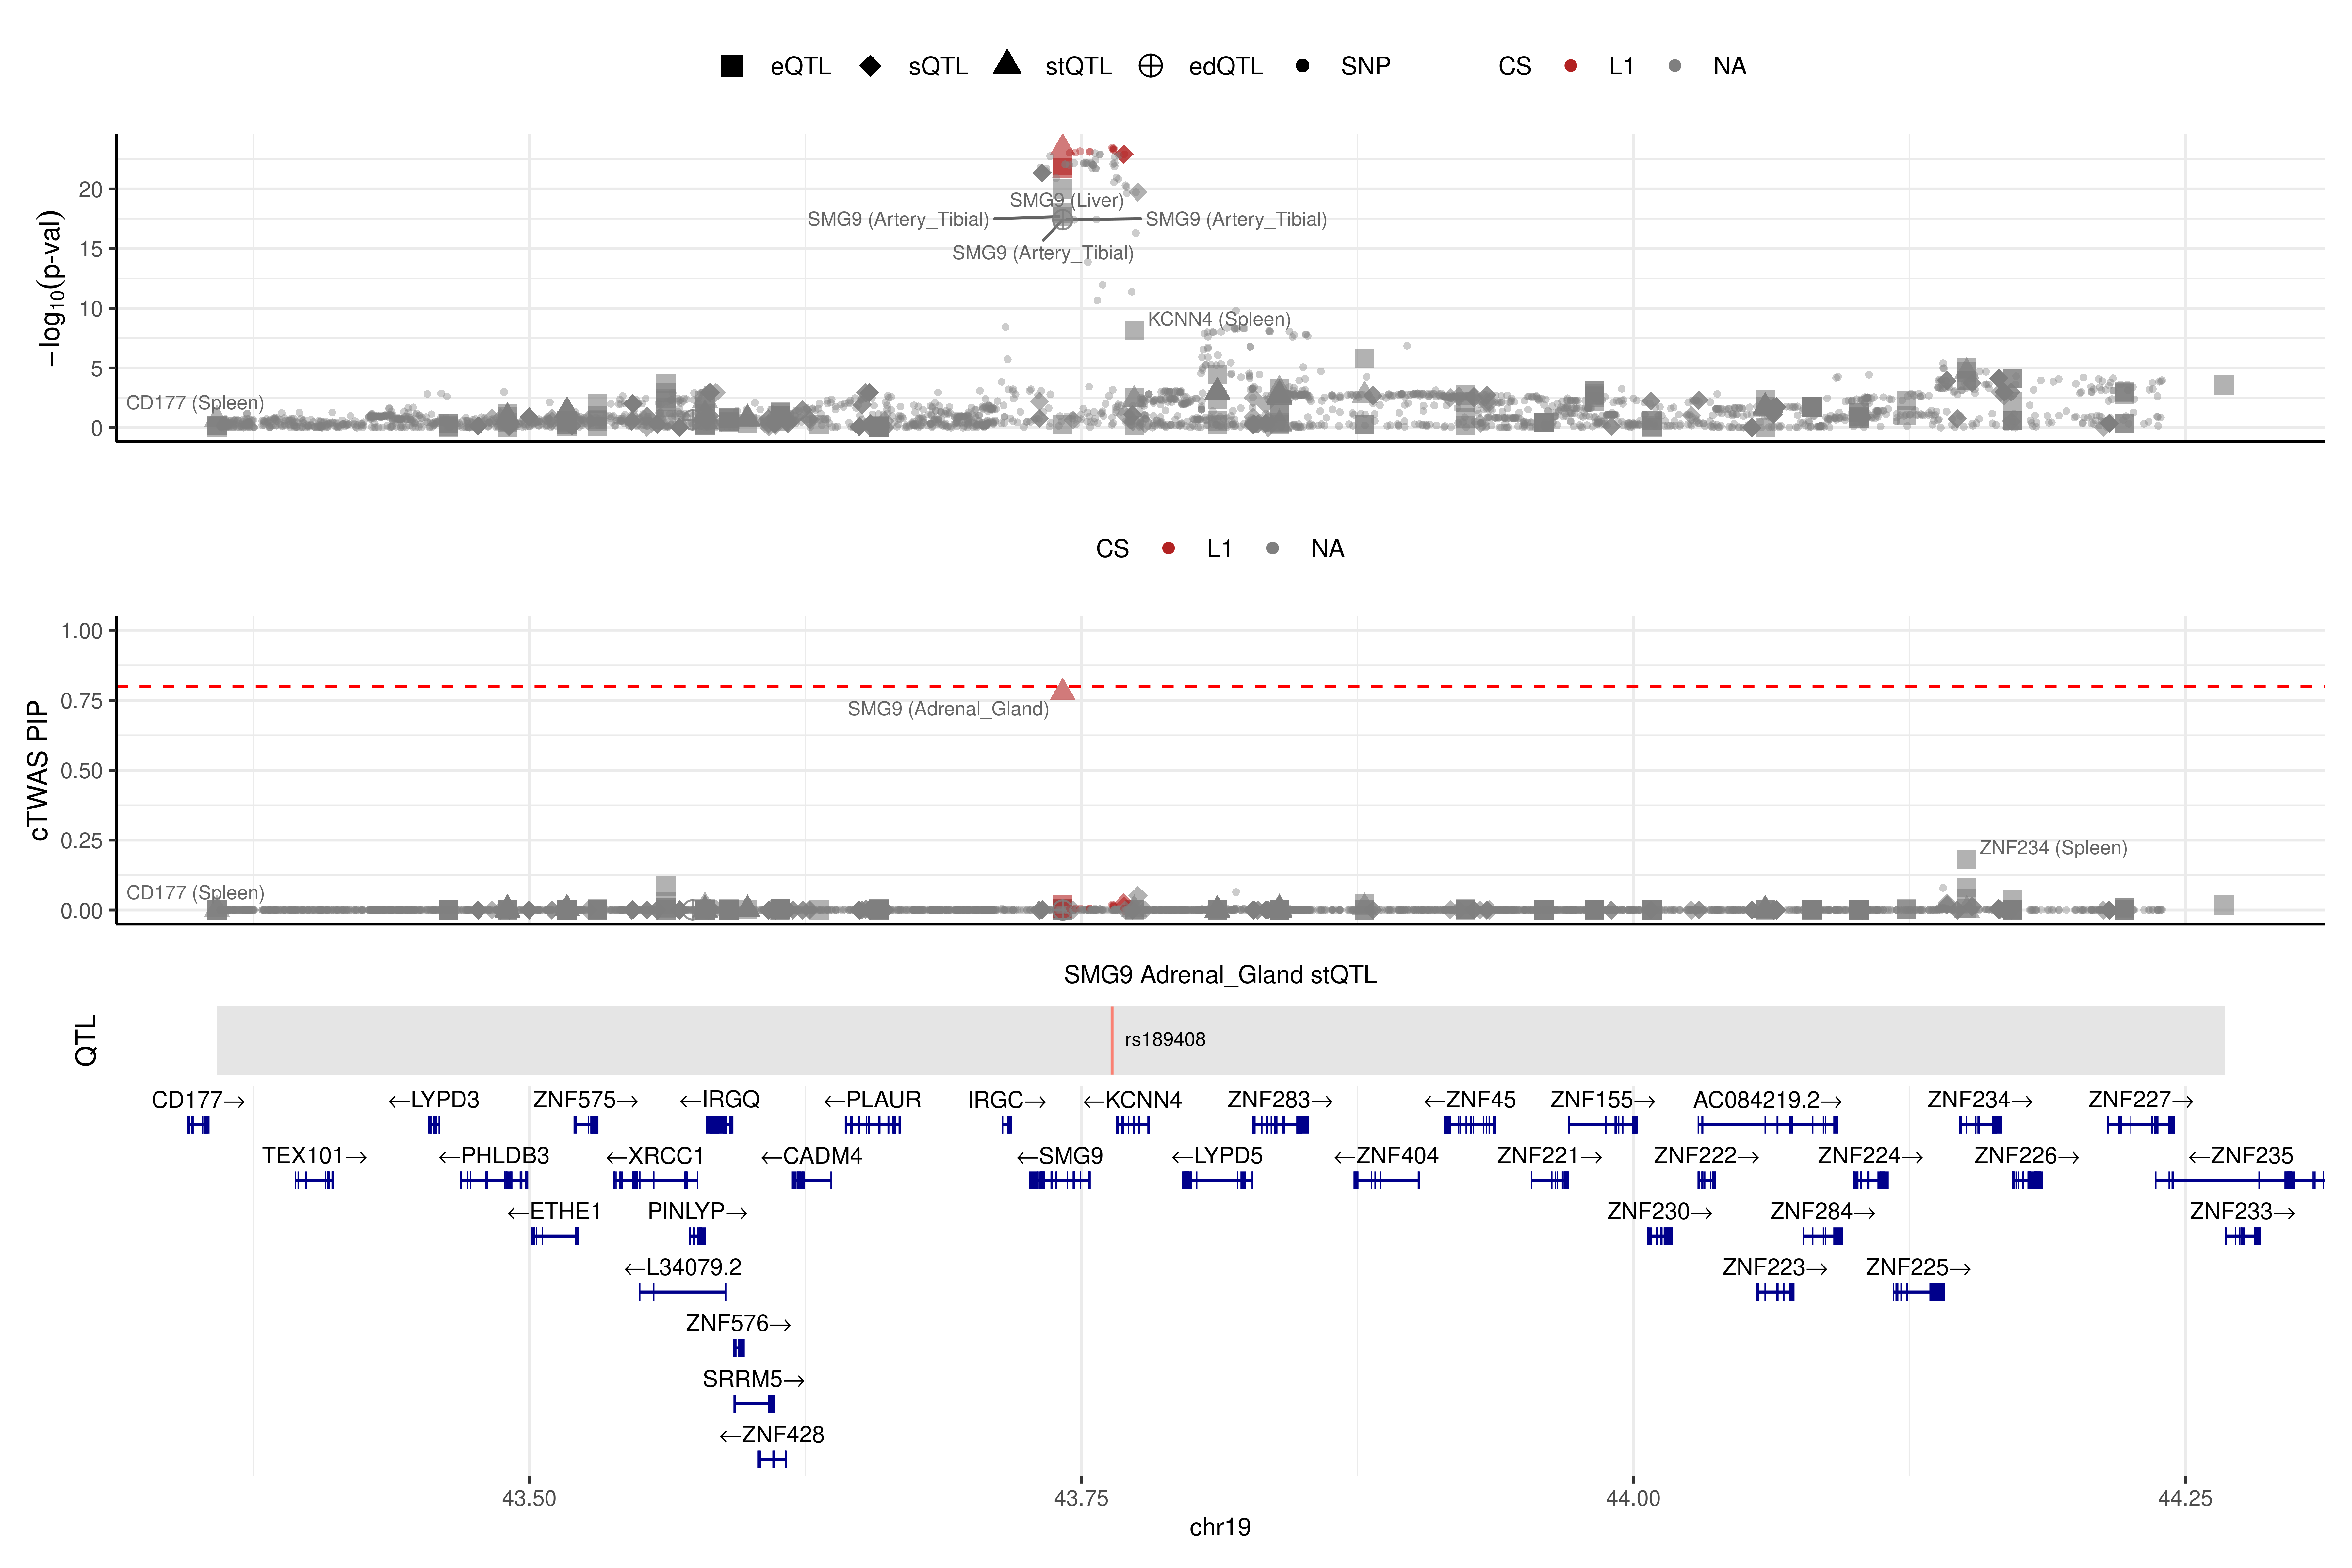 eQTL sQTL stQTL edQTL SNP CS L1 NA
−log10(p-val)
20
15
10
5
0
SMG9 (Liver)
SMG9 (Artery_Tibial)
SMG9 (Artery_Tibial)
SMG9 (Artery_Tibial)
KCNN4 (Spleen)
CD177 (Spleen)
CS L1 NA
cTWAS PIP
1.00
0.75
0.50
0.25
0.00
SMG9 (Adrenal_Gland)
ZNF234 (Spleen)
CD177 (Spleen)
SMG9 Adrenal_Gland stQTL
QTL
rs189408
CD177→ ←LYPD3 ZNF575→ ←IRGQ ←PLAUR IRGC→ ←KCNN4 ZNF283→ ←ZNF45 ZNF155→ AC084219.2→ ZNF234→ ZNF227→
TEX101→ ←PHLDB3 ←XRCC1 ←CADM4 ←SMG9 ←LYPD5 ←ZNF404 ZNF221→ ZNF222→ ZNF224→ ZNF226→ ←ZNF235
←ETHE1 PINLYP→ ZNF230→ ZNF284→ ZNF233→
←L34079.2 ZNF223→ ZNF225→
ZNF576→
SRRM5→
←ZNF428
43.50 43.75 44.00 44.25
chr19